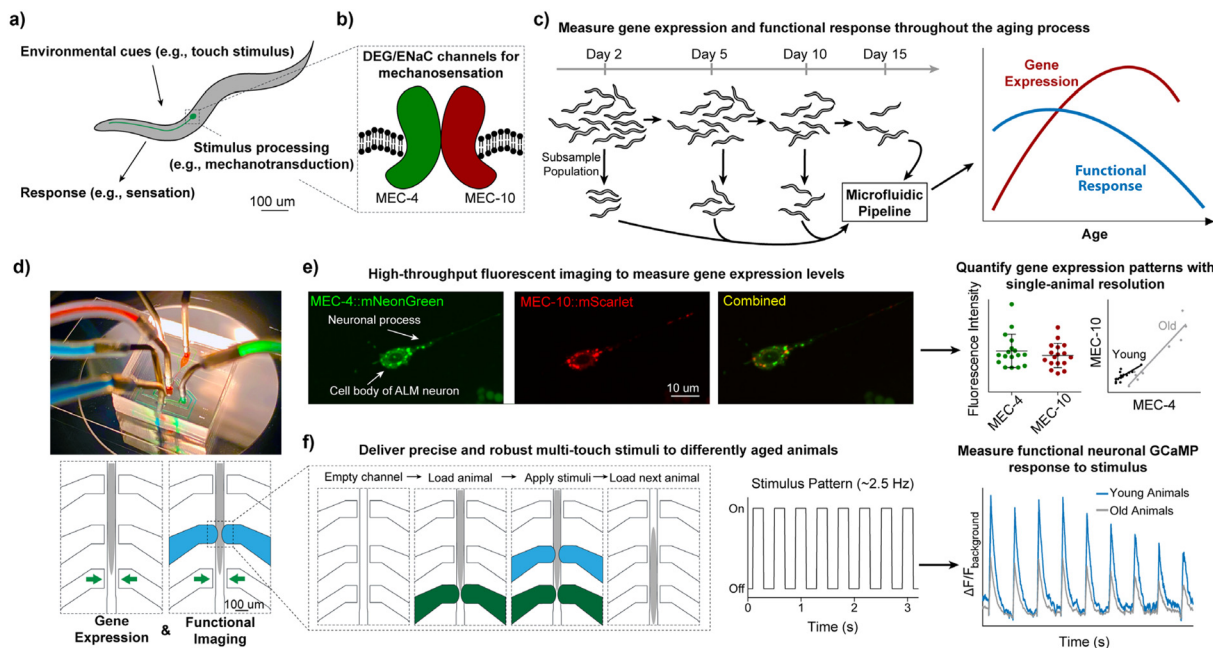 a)
Environmental cues (e.g., touch stimulus)
Stimulus processing
(e.g., mechanotransduction)
Response (e.g., sensation)
100 um
b)
DEG/ENaC channels for
mechanosensation
MEC-4
MEC-10
c)
Measure gene expression and functional response throughout the aging process
Day 2
Day 5
Day 10
Day 15
Subsample
Population
Microfluidic
Pipeline
Gene
Expression
Functional
Response
Age
d)
100 um
Gene
Expression
&
Functional
Imaging
e)
High-throughput fluorescent imaging to measure gene expression levels
MEC-4::mNeonGreen
Neuronal process
Cell body of ALM neuron
MEC-10::mScarlet
10 um
Combined
Quantify gene expression patterns with
single-animal resolution
Fluorescence Intensity
MEC-4
MEC-10
MEC-10
Old
Young
MEC-4
f)
Deliver precise and robust multi-touch stimuli to differently aged animals
Empty channel
Load animal
Apply stimuli
Load next animal
Stimulus Pattern (~2.5 Hz)
On
Off
0
1
2
3
Time (s)
Measure functional neuronal GCaMP
response to stimulus
Young Animals
Old Animals
ΔF/Fbackground
Time (s)